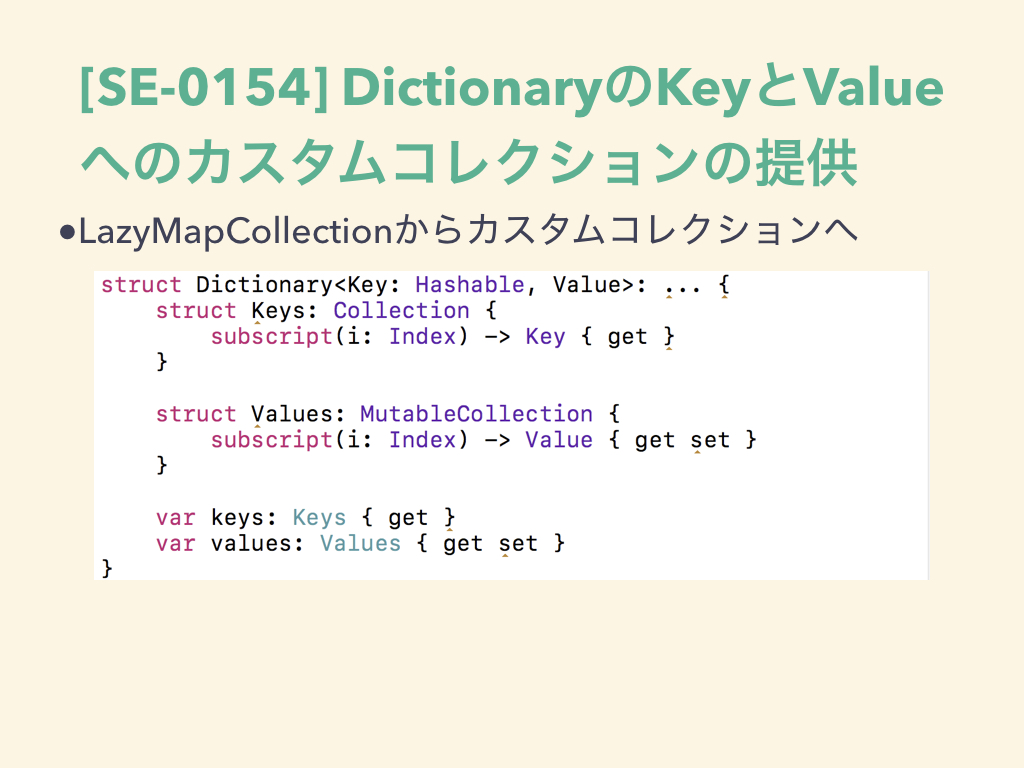 [SE-0154] DictionaryのKeyとValue
へのカスタムコレクションの提供
●LazyMapCollectionからカスタムコレクションへ
struct Dictionary<Key: Hashable, Value>: ... {
    struct Keys: Collection {
        subscript(i: Index) -> Key { get }
    }

    struct Values: MutableCollection {
        subscript(i: Index) -> Value { get set }
    }

    var keys: Keys { get }
    var values: Values { get set }
}